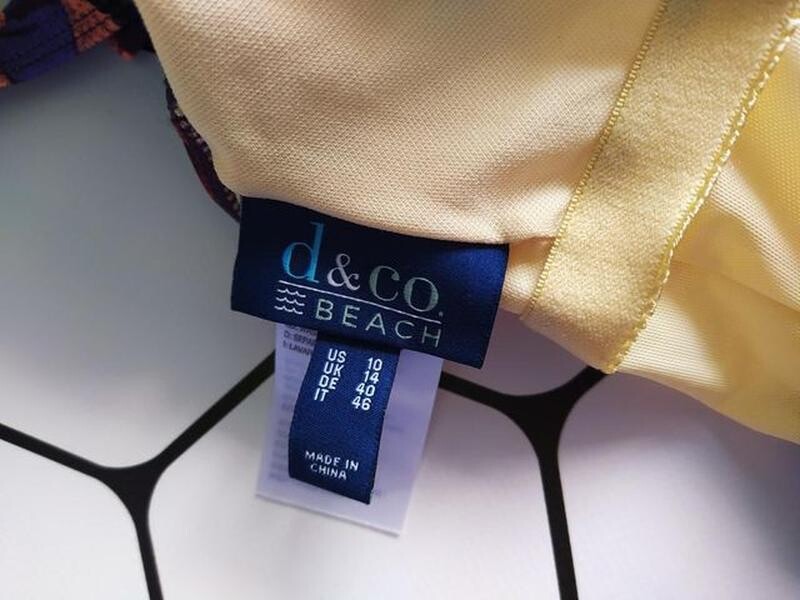 d&co.
BEACH
US 10
UK 14
DE 40
IT 46
MADE IN
CHINA